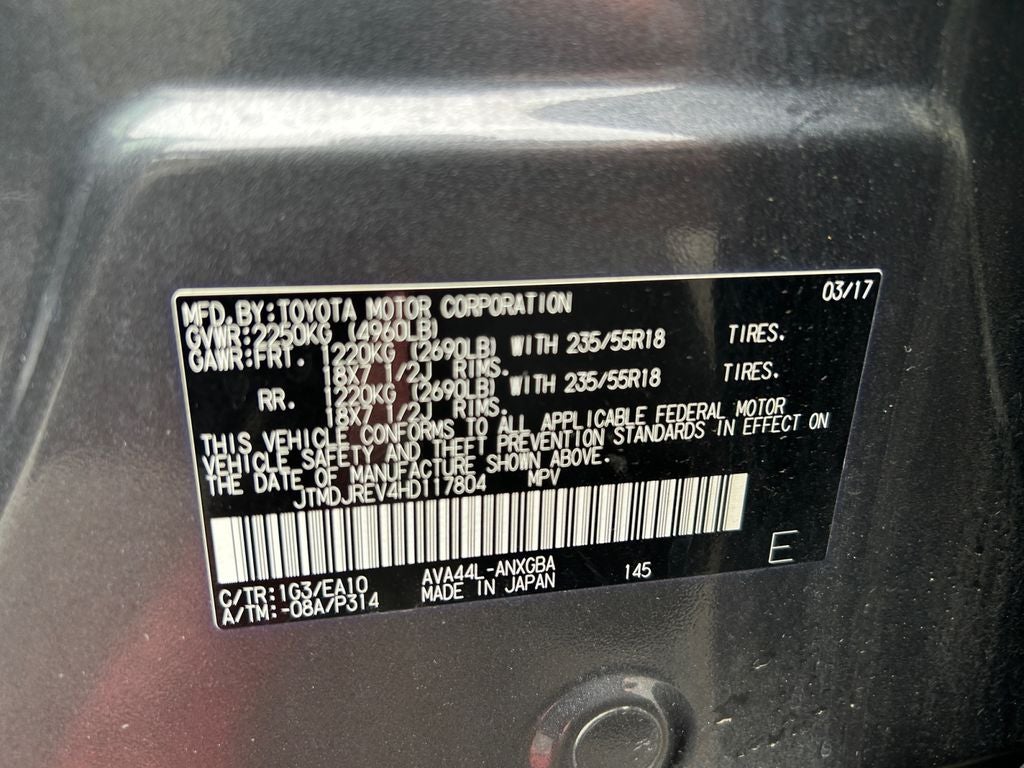 MFD. BY: TOYOTA MOTOR CORPORATION 03/17
GVWR: 2250KG (4960LB)
GAWR: FRT. 1220KG (2690LB) WITH 235/55R18 TIRES.
18X7 1/2J RIMS.
RR. 1220KG (2690LB) WITH 235/55R18 TIRES.
18X7 1/2J RIMS.
THIS VEHICLE CONFORMS TO ALL APPLICABLE FEDERAL MOTOR
VEHICLE SAFETY AND THEFT PREVENTION STANDARDS IN EFFECT ON
THE DATE OF MANUFACTURE SHOWN ABOVE.
JTMDJREV4HD117804 MPV
E
C/TR: 1G3/EA10 AVA44L-ANXGBA 145
A/TM: -08A/P314 MADE IN JAPAN